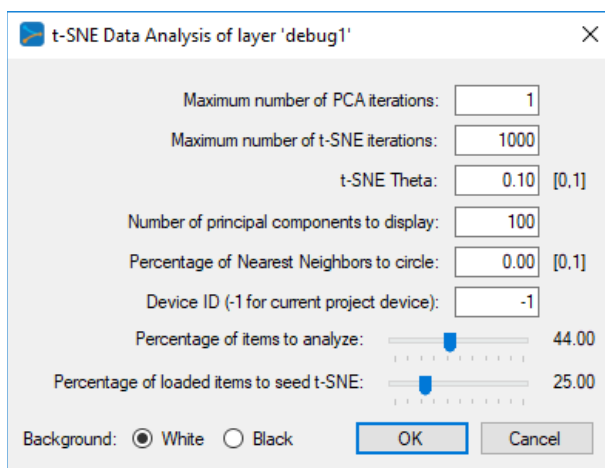 t-SNE Data Analysis of layer 'debug1'
Maximum number of PCA iterations: 1
Maximum number of t-SNE iterations: 1000
t-SNE Theta: 0.10 [0,1]
Number of principal components to display: 100
Percentage of Nearest Neighbors to circle: 0.00 [0,1]
Device ID (-1 for current project device): -1
Percentage of items to analyze: 44.00
Percentage of loaded items to seed t-SNE: 25.00
Background: White Black OK Cancel